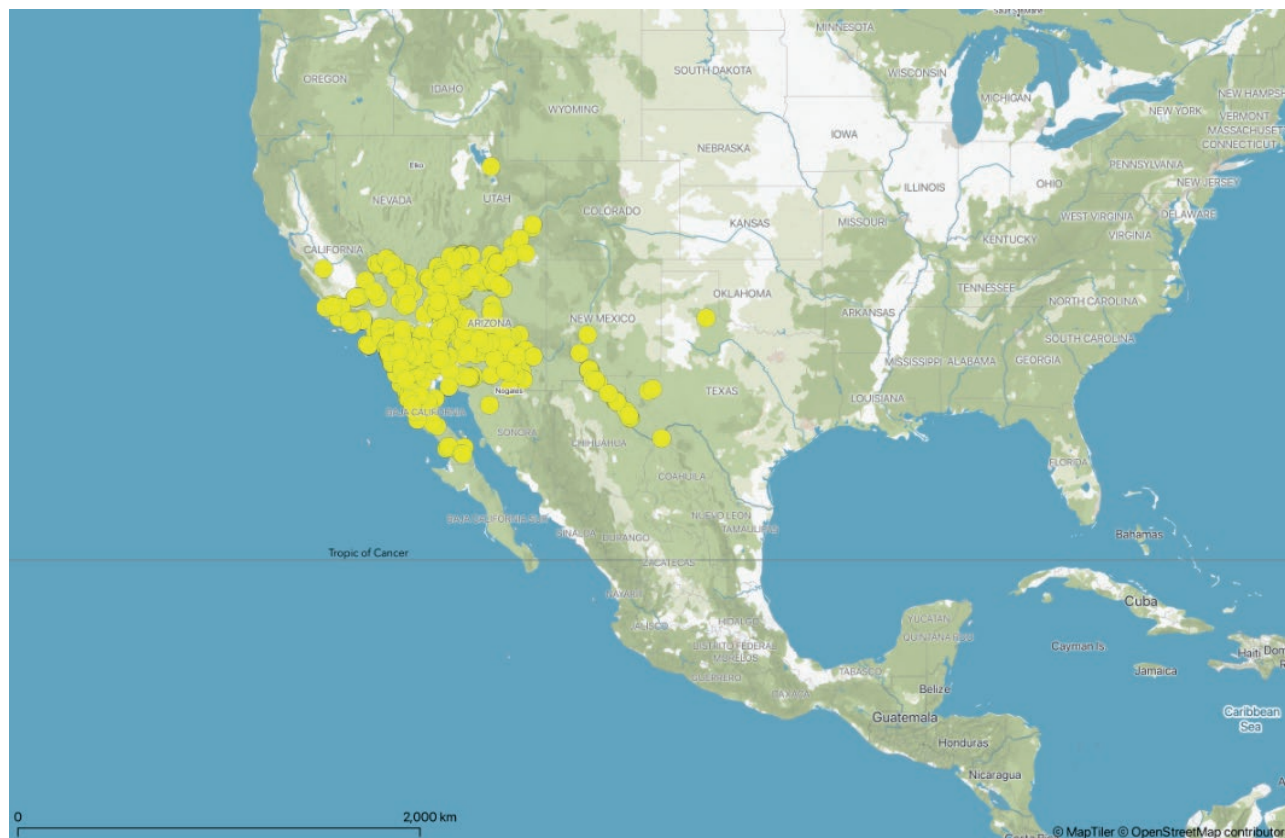 MINNESOTA
OREGON
SOUTH DAKOTA
WISCONSIN
IDAHO
MICHIGAN
NEW HAMPSH
WYOMING
NEW YORK
VERMONT
MASSACHUSET
IOWA
CONNECTICUT
NEBRASKA
Elko
PENNSYLVANIA
NEW JERSEY
ILLINOIS
OHIO
NEVADA
UTAH
COLORADO
DELAWARE
WEST VIRGINIA
KANSAS
MISSOURI
VIRGINIA
KENTUCKY
CALIFORNIA
TENNESSEE
OKLAHOMA
NORTH CAROLINA
ARKANSAS
NEW MEXICO
ARIZONA
SOUTH CAROLINA
MISSISSIPPI
ALABAMA
GEORGIA
Nogales
TEXAS
LOUISIANA
BAJA CALIFORNIA
SONORA
CHIHUAHUA
FLORIDA
COAHUILA
NUEVO LEON
BAJA CALIFORNIA SUR
TAMAULIPAS
SINALOA
DURANGO
Bahamas
Tropic of Cancer
ZACATECAS
NAYARIT
Cuba
YUCATAN
HIDALGO
JALISCO
QUINTANA ROO
DISTRITO FEDERAL
Cayman Is.
Haiti
Dom
MORELOS
TABASCO
Jamaica
GUERRERO
OAXACA
Belize
Guatemala
Caribbean
Sea
Honduras
Nicaragua
0
2,000 km
© MapTiler © OpenStreetMap contributor